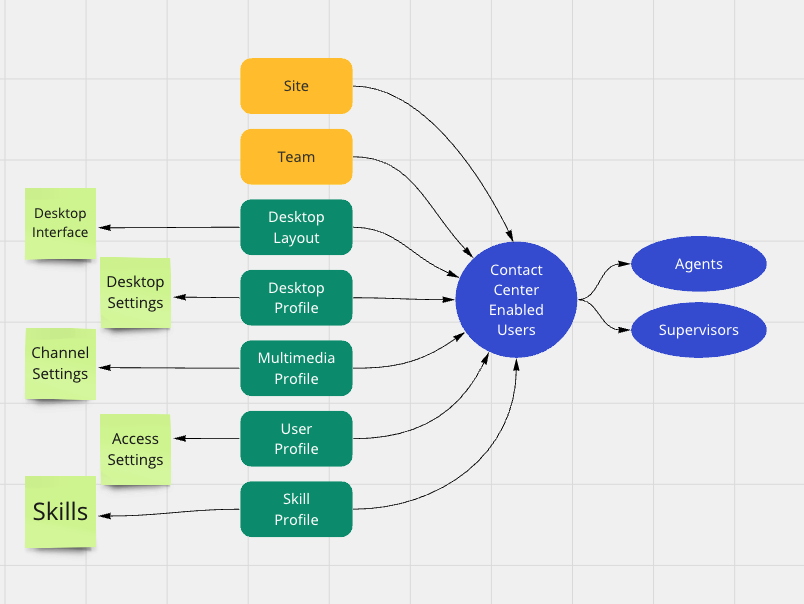 Site
Team
Desktop
Layout
Desktop
Interface
Desktop
Profile
Desktop
Settings
Multimedia
Profile
Channel
Settings
User
Profile
Access
Settings
Skill
Profile
Skills
Contact
Center
Enabled
Users
Agents
Supervisors